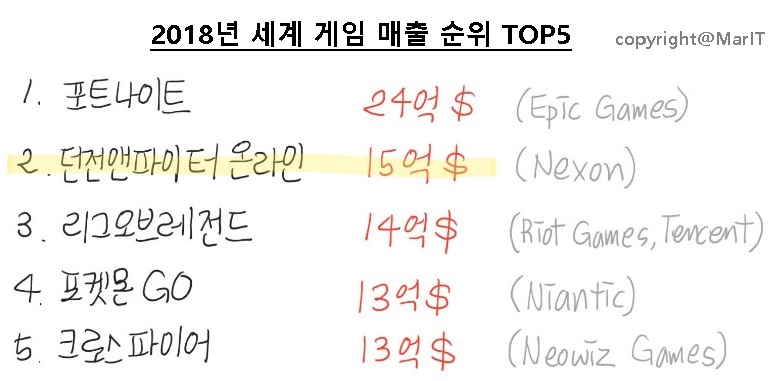 2018년 세계 게임 매출 순위 TOP5 copyright@MarIT
1. 포트나이트 24억 $ (Epic Games)
2. 던전앤파이터 온라인 15억 $ (Nexon)
3. 리그오브레전드 14억 $ (Riot Games, Tencent)
4. 포켓몬 GO 13억 $ (Niantic)
5. 크로스파이어 13억 $ (Neowiz Games)